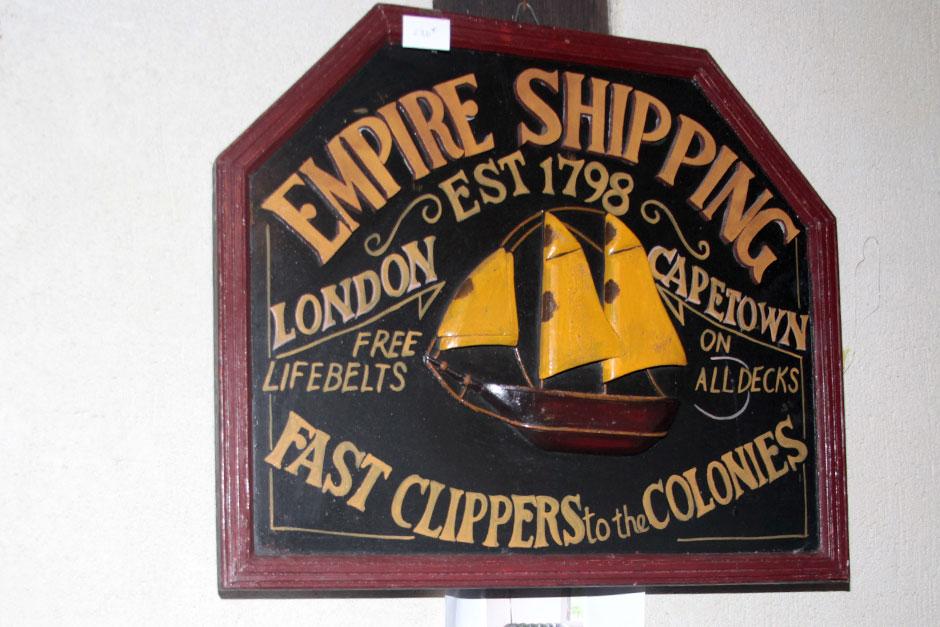 EMPIRE SHIPPING
EST 1798
LONDON
CAPETOWN
FREE LIFEBELTS
ON ALL DECKS
FAST CLIPPERS to the COLONIES